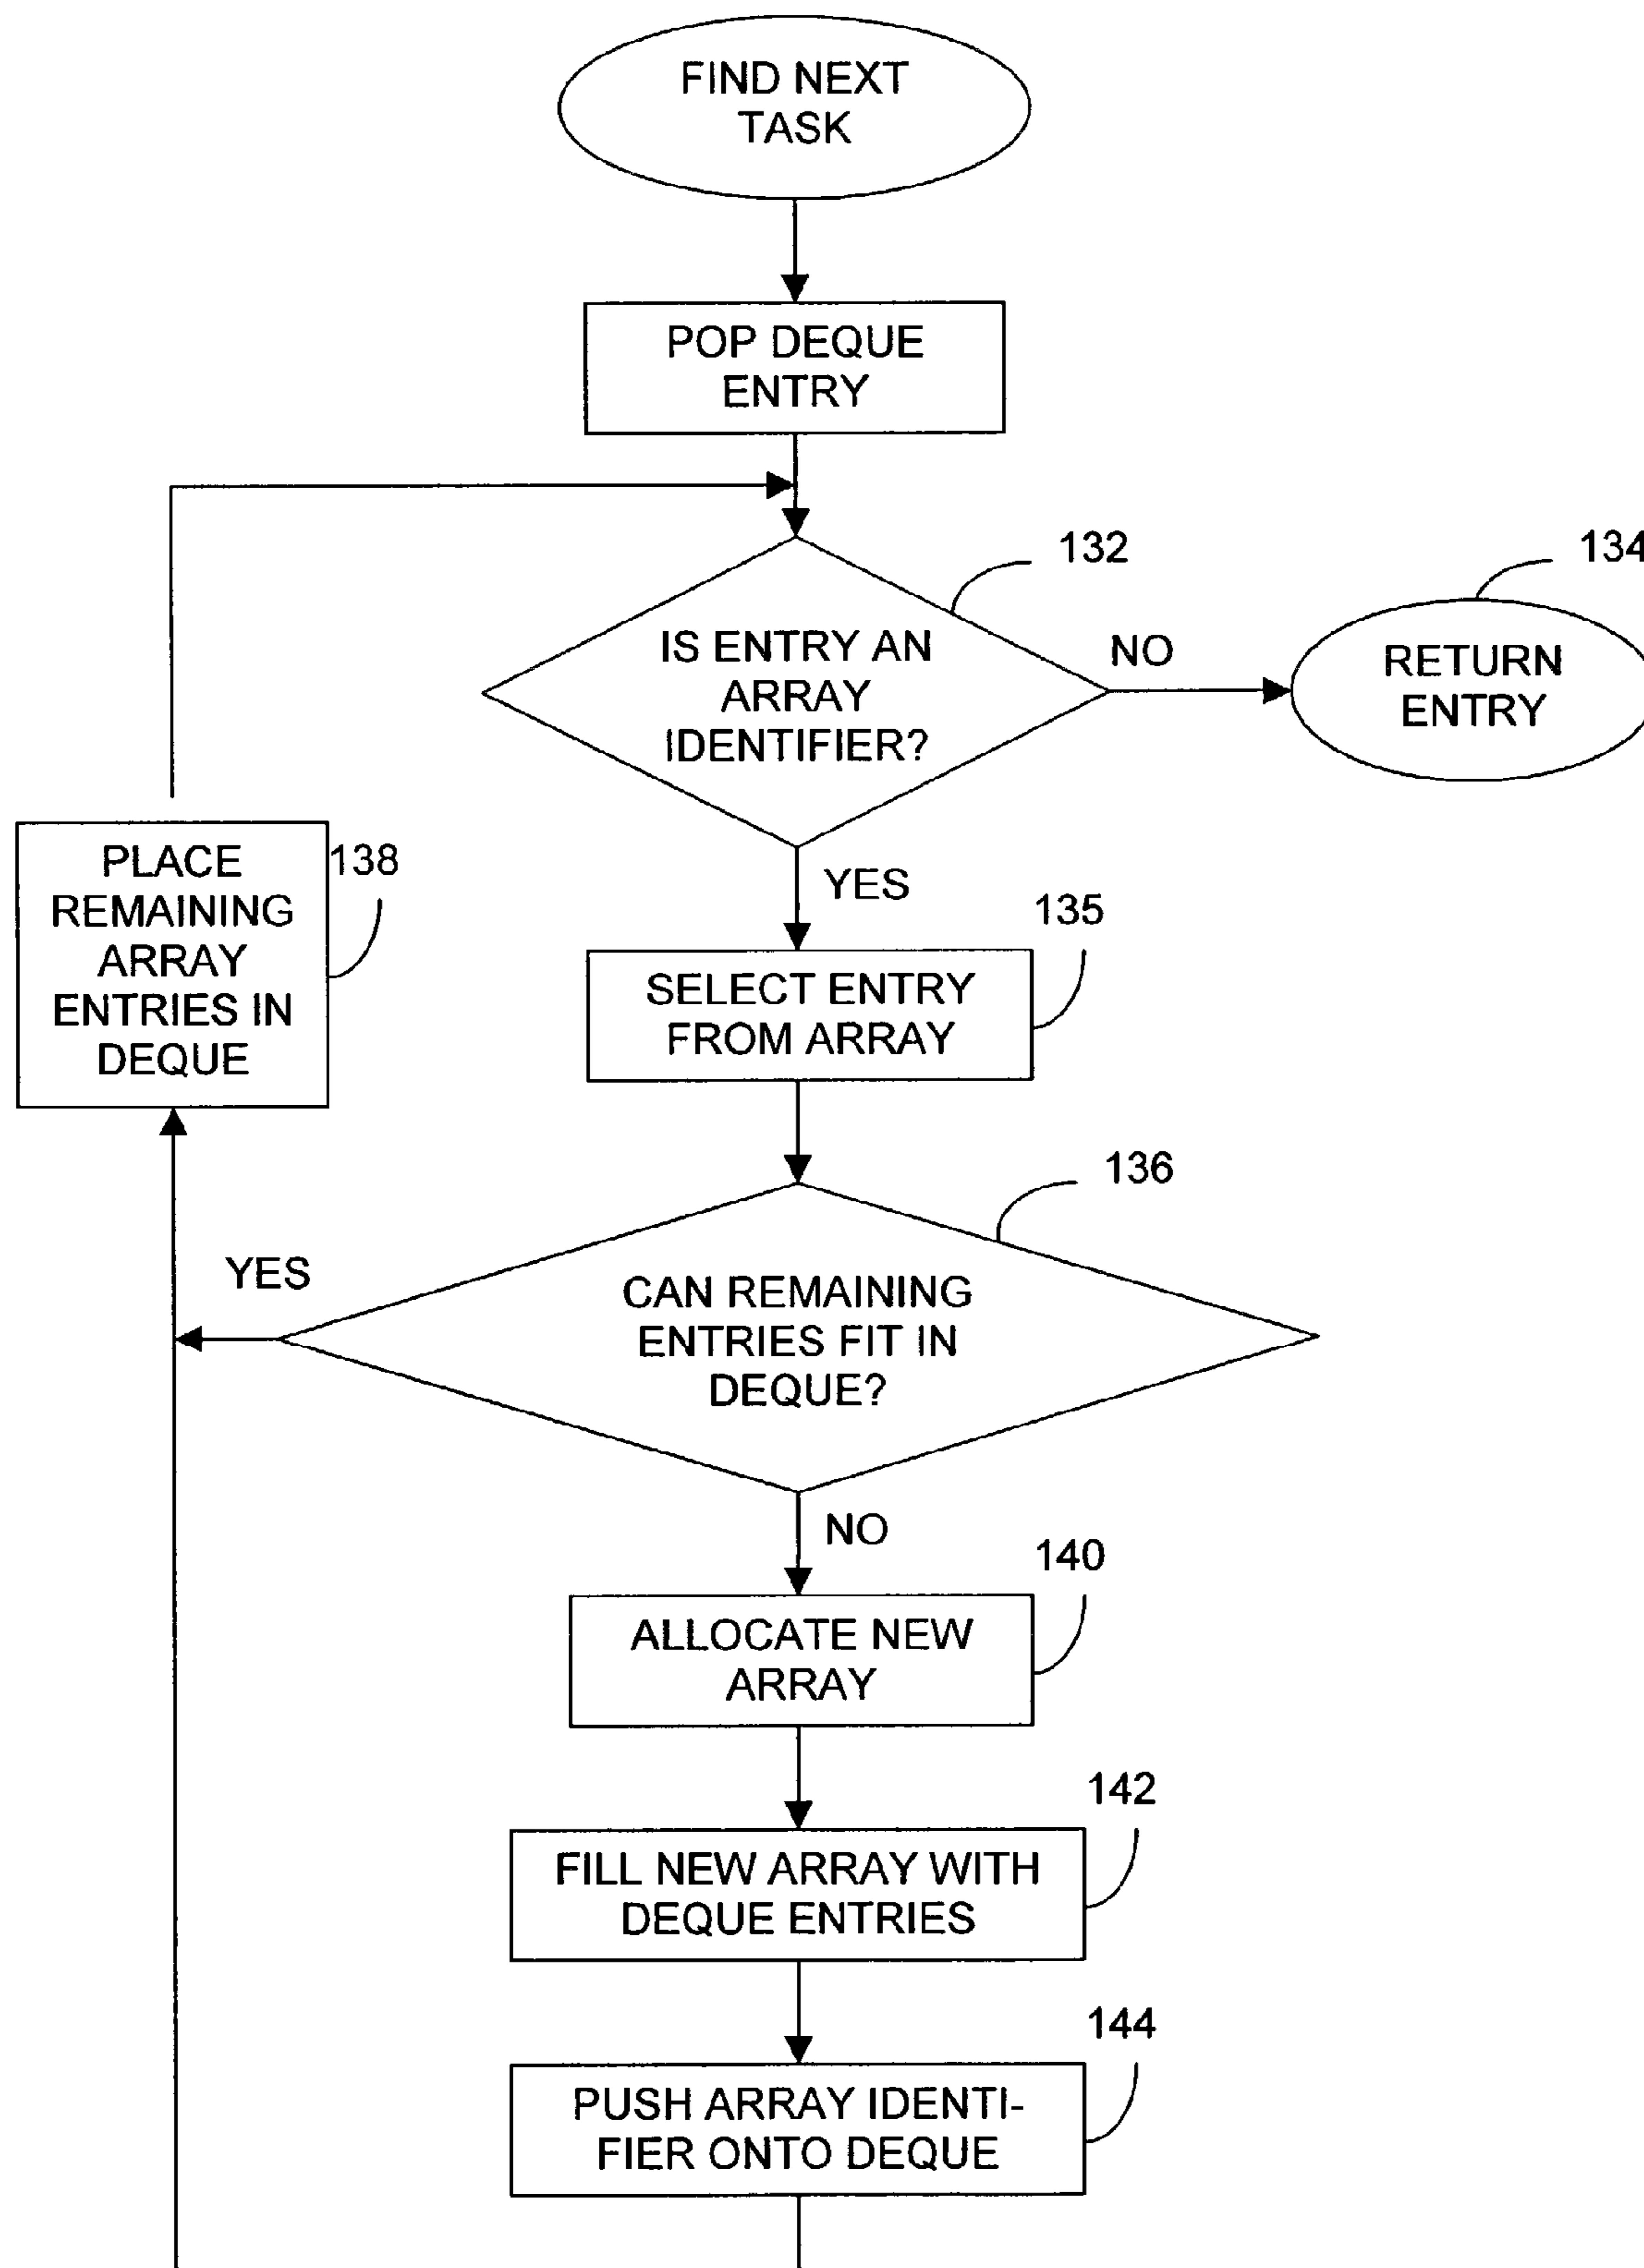 FIND NEXT
TASK
POP DEQUE
ENTRY
132
134
IS ENTRY AN
ARRAY
IDENTIFIER?
NO
RETURN
ENTRY
YES
PLACE
REMAINING
ARRAY
ENTRIES IN
DEQUE
138
135
SELECT ENTRY
FROM ARRAY
136
YES
CAN REMAINING
ENTRIES FIT IN
DEQUE?
NO
140
ALLOCATE NEW
ARRAY
142
FILL NEW ARRAY WITH
DEQUE ENTRIES
144
PUSH ARRAY IDENTI-
FIER ONTO DEQUE